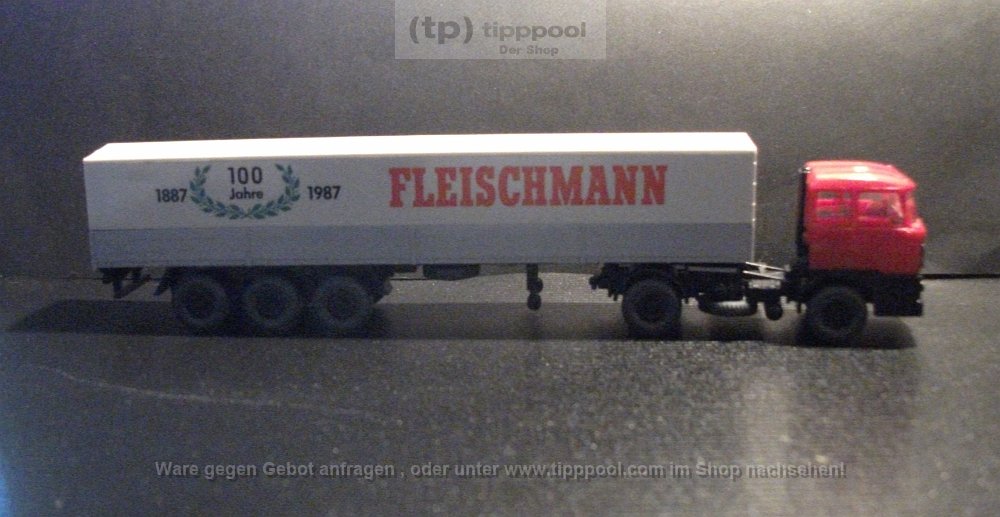 (tp) tipppool
Der Shop
100
Jahre
1887 1987
FLEISCHMANN
Ware gegen Gebot anfragen , oder unter www.tipppool.com im Shop nachsehen!